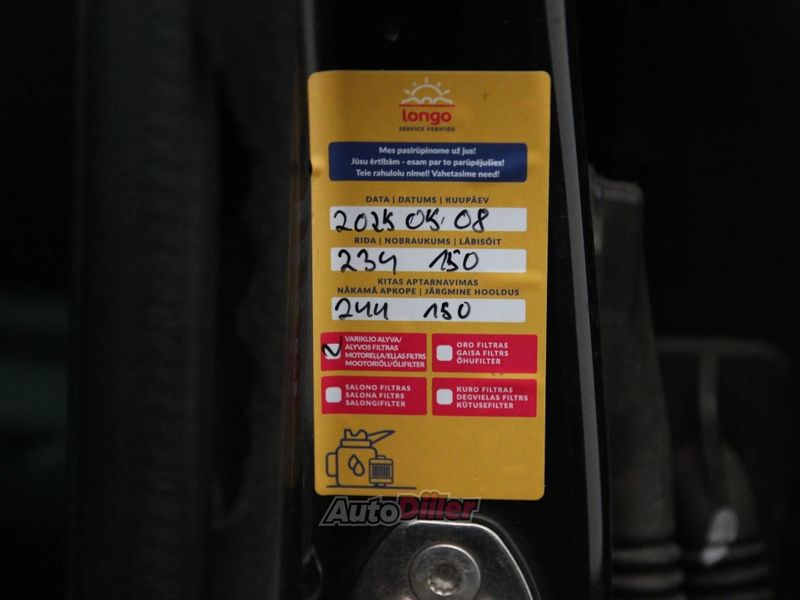 longo
SERVICE VERIFIED
Mes pasirūpinome už jus!
Jūsu ērtībām - esam par to parūpējušies!
Teie rahulolu nimel! Vahetasime need!
DATA | DATUMS | KUUPÄEV
2025 05. 08
RIDA | NOBRAUKUMS | LÄBISÕIT
234 150
KITAS APTARNAVIMAS
NĀKAMĀ APKOPE | JÄRGMINE HOOLDUS
244 150
VARIKLIO ALYVA/
ALYVOS FILTRAS
MOTORELLA/ELLAS FILTRS
MOOTORIÕLI/ÕLIFILTER
ORO FILTRAS
GAISA FILTRS
ÕHUFILTER
SALONO FILTRAS
SALONA FILTRS
SALONGIFILTER
KURO FILTRAS
DEGVIELAS FILTRS
KÜTUSEFILTER
AutoDiller